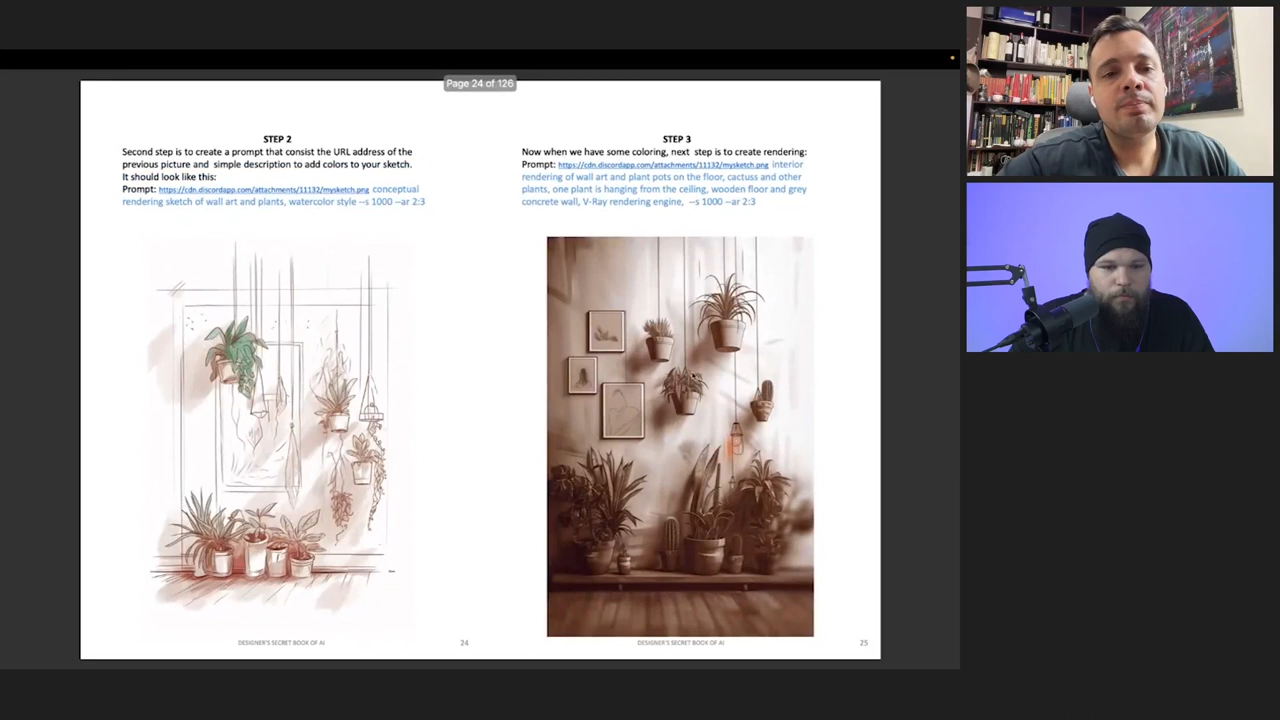 Page 24 of 126
STEP 2
Second step is to create a prompt that consist the URL address of the
previous picture and simple description to add colors to your sketch.
It should look like this:
Prompt: https://cdn.discordapp.com/attachments/11132/mysketch.png conceptual
rendering sketch of wall art and plants, watercolor style --s 1000 --ar 2:3
DESIGNER'S SECRET BOOK OF AI
24
STEP 3
Now when we have some coloring, next step is to create rendering:
Prompt: https://cdn.discordapp.com/attachments/11132/mysketch.png interior
rendering of wall art and plant pots on the floor, cactuss and other
plants, one plant is hanging from the ceiling, wooden floor and grey
concrete wall, V-Ray rendering engine, --s 1000 --ar 2:3
DESIGNER'S SECRET BOOK OF AI
25